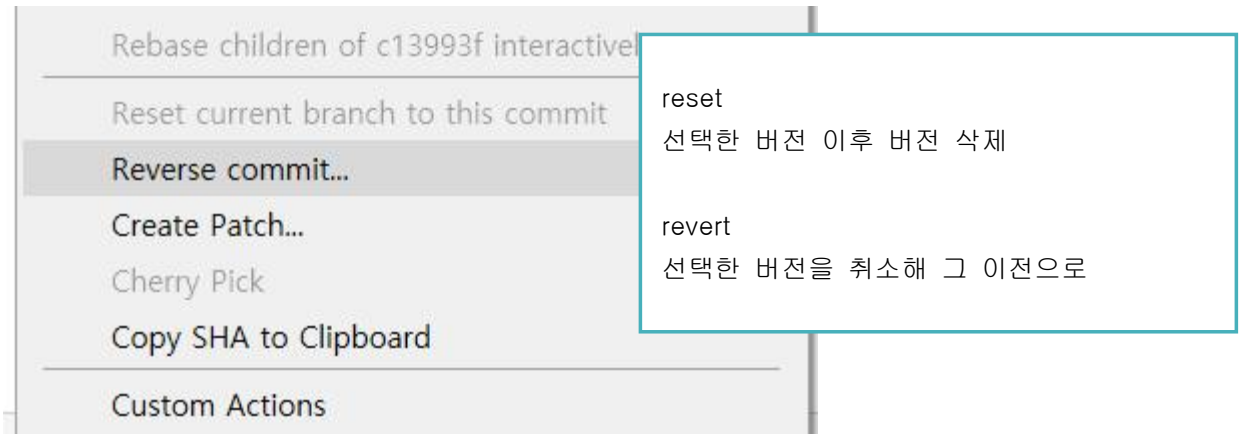 Rebase children of c13993f interactivel
Reset current branch to this commit
Reverse commit...
Create Patch...
Cherry Pick
Copy SHA to Clipboard
Custom Actions
reset
선택한 버전 이후 버전 삭제
revert
선택한 버전을 취소해 그 이전으로